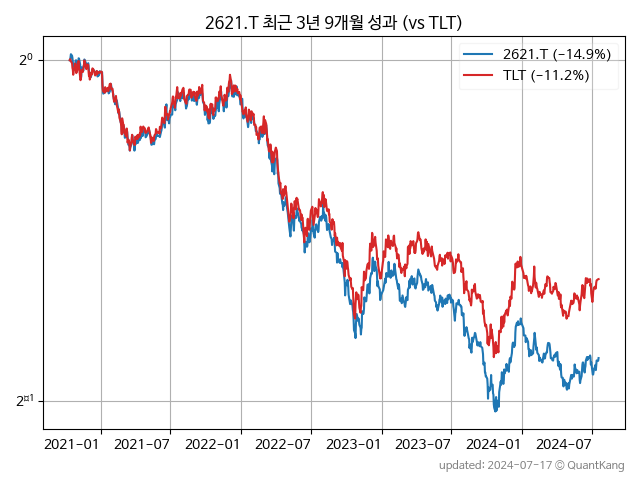 2621.T 최근 3년 9개월 성과 (vs TLT)
2621.T (−14.9%)
TLT (−11.2%)
2⁰
2¤¹
2021-01 2021-07 2022-01 2022-07 2023-01 2023-07 2024-01 2024-07
updated: 2024-07-17 © QuantKang